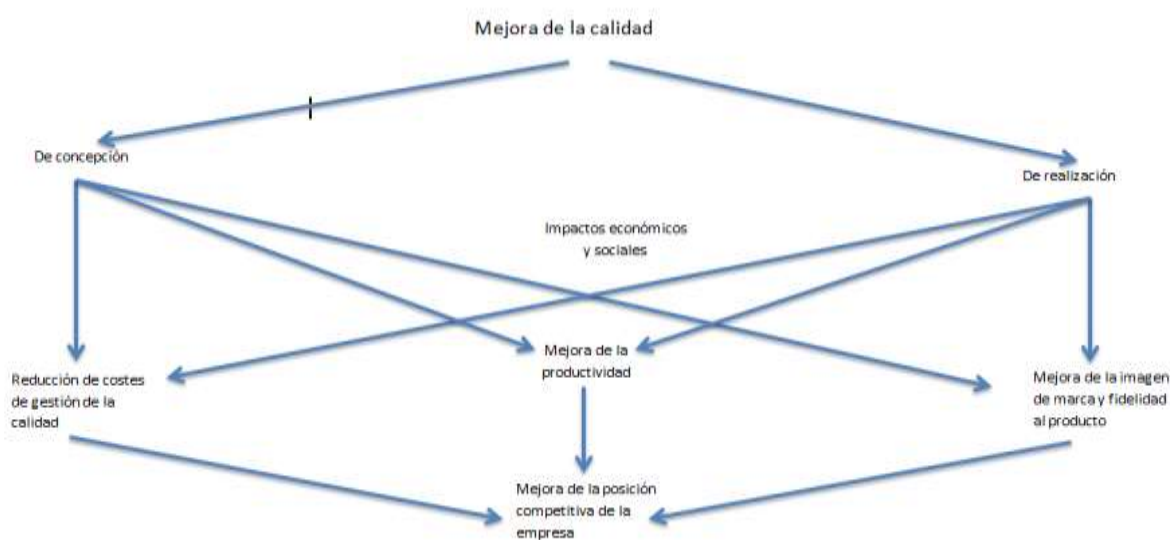 Mejora de la calidad
De concepción
De realización
Impactos económicos
y sociales
Reducción de costes
de gestión de la
calidad
Mejora de la
productividad
Mejora de la imagen
de marca y fidelidad
al producto
Mejora de la posición
competitiva de la
empresa